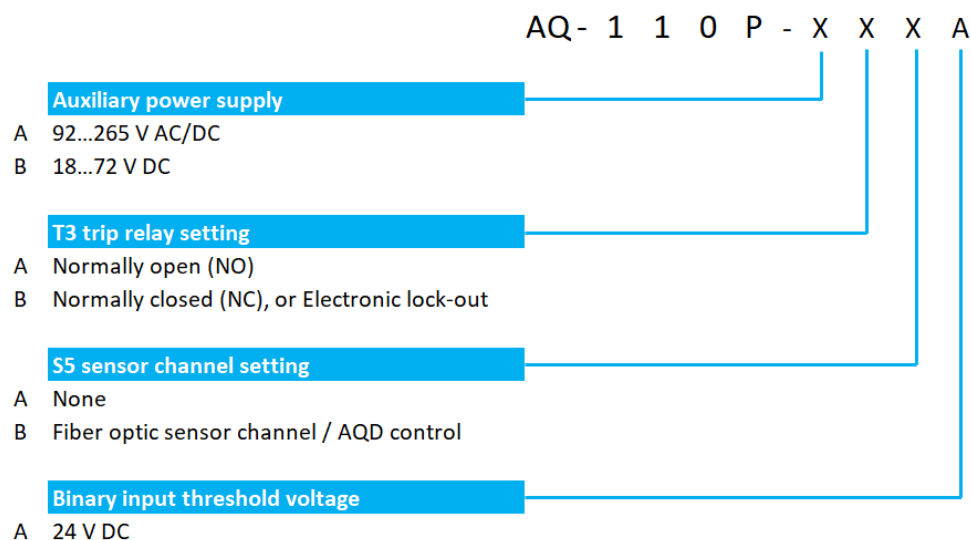 AQ- 1 1 0 P - X X X A
Auxiliary power supply
A 92...265 V AC/DC
B 18...72 V DC
T3 trip relay setting
A Normally open (NO)
B Normally closed (NC), or Electronic lock-out
S5 sensor channel setting
A None
B Fiber optic sensor channel / AQD control
Binary input threshold voltage
A 24 V DC